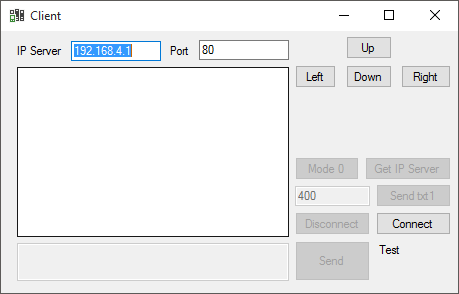 Client
IP Server 192.168.4.1 Port 80
Up
Left Down Right
Mode 0 Get IP Server
400 Send txt1
Disconnect Connect
Send Test